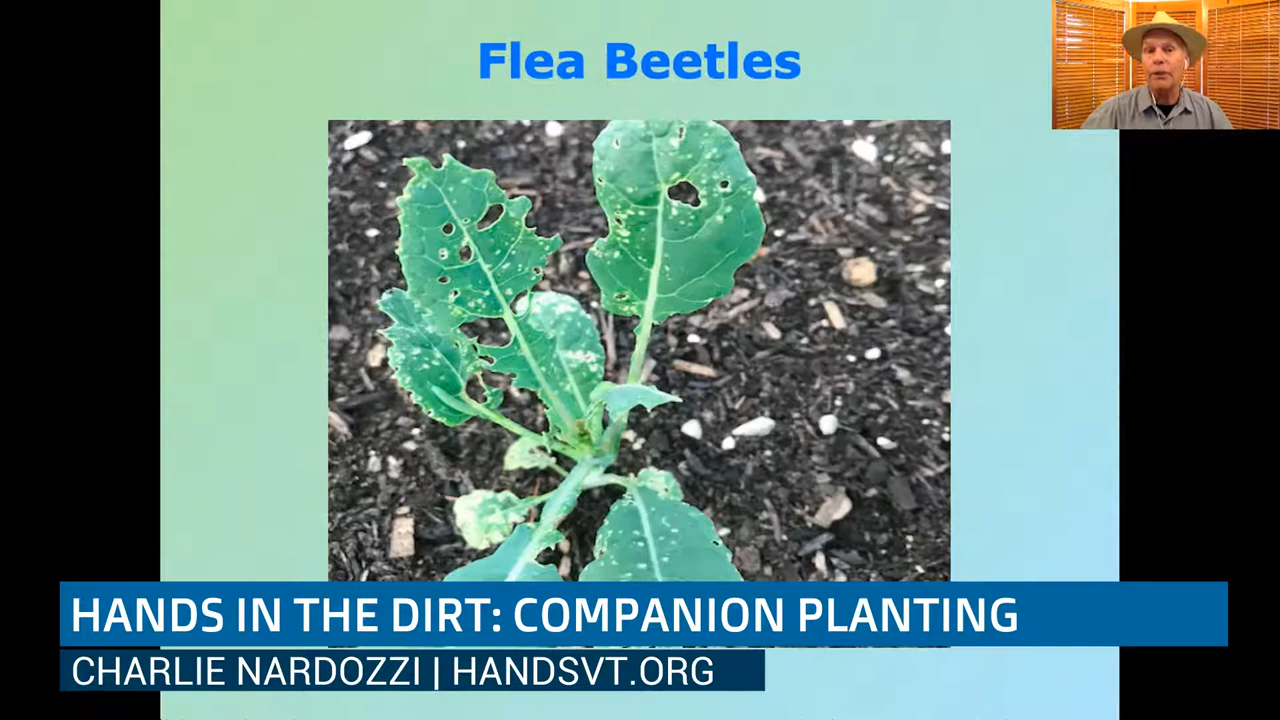 Flea Beetles
HANDS IN THE DIRT: COMPANION PLANTING
CHARLIE NARDOZZI | HANDSVT.ORG